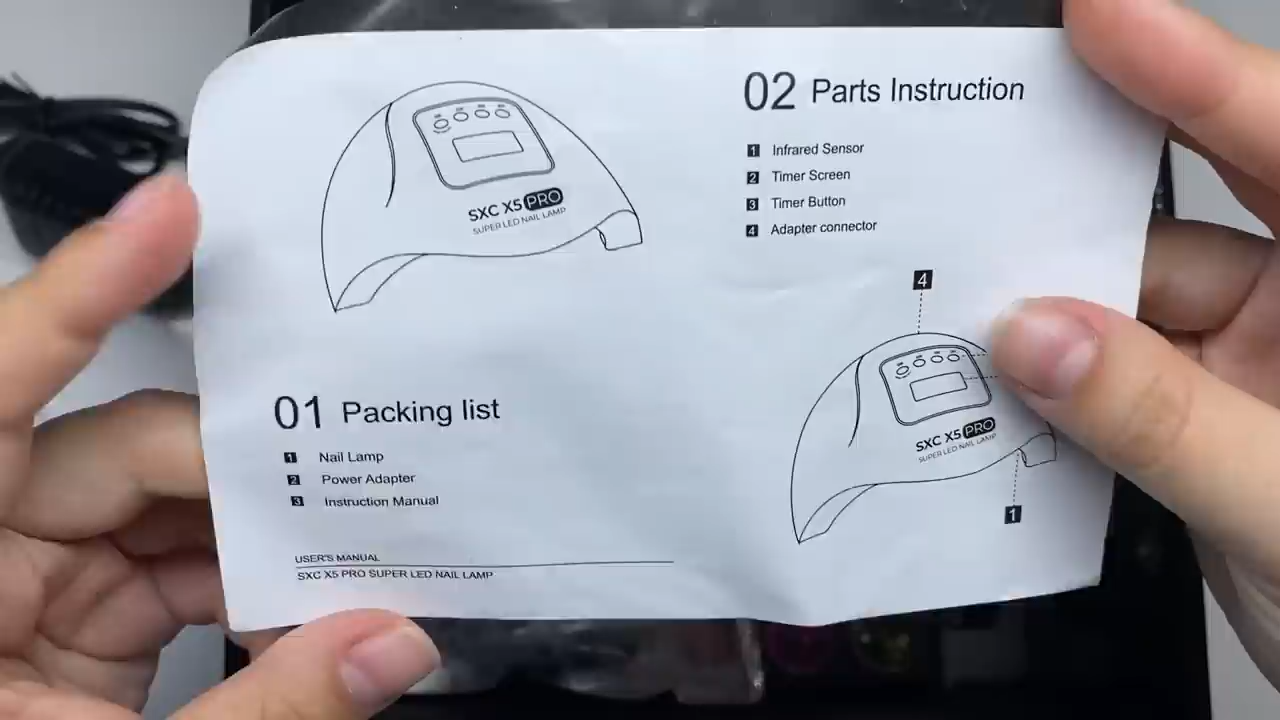 SXC X5 PRO
SUPER LED NAIL LAMP
01 Packing list
1 Nail Lamp
2 Power Adapter
3 Instruction Manual
USER'S MANUAL
SXC X5 PRO SUPER LED NAIL LAMP
02 Parts Instruction
1 Infrared Sensor
2 Timer Screen
3 Timer Button
4 Adapter connector
4
SXC X5 PRO
SUPER LED NAIL LAMP
1